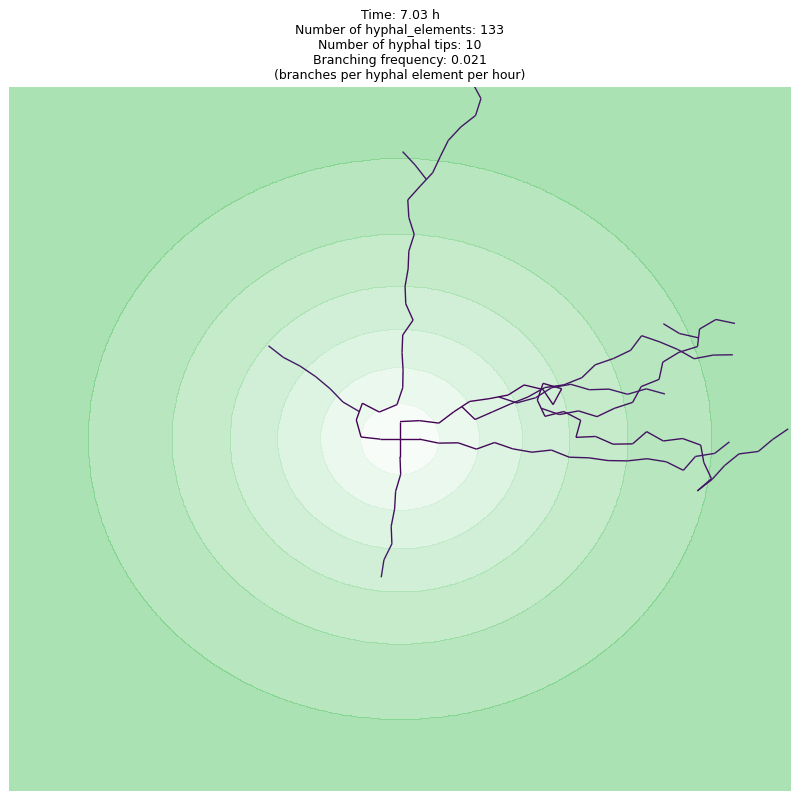 Time: 7.03 h
Number of hyphal_elements: 133
Number of hyphal tips: 10
Branching frequency: 0.021
(branches per hyphal element per hour)